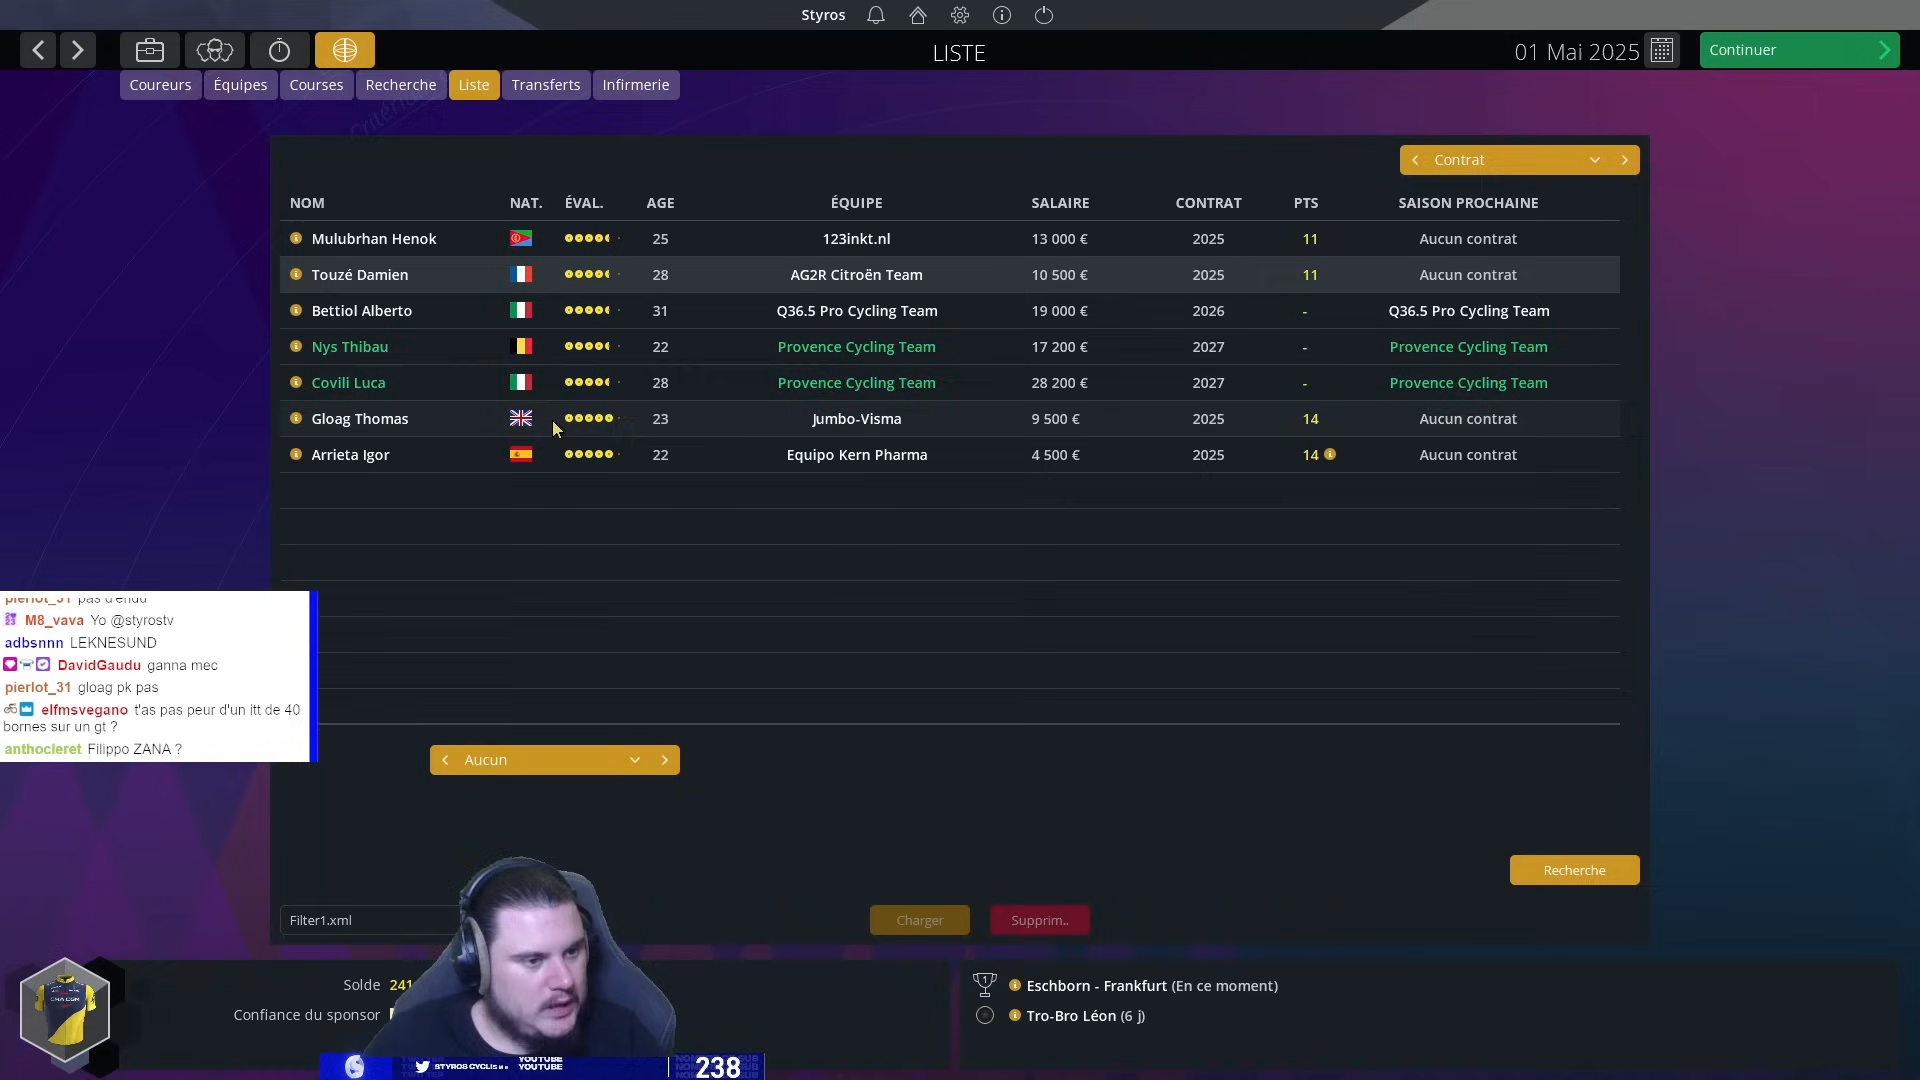 Styros
LISTE
01 Mai 2025
Continuer
Coureurs
Équipes
Courses
Recherche
Liste
Transferts
Infirmerie
Contrat
NOM NAT. ÉVAL. AGE ÉQUIPE SALAIRE CONTRAT PTS SAISON PROCHAINE
Mulubrhan Henok 25 123inkt.nl 13 000 € 2025 11 Aucun contrat
Touzé Damien 28 AG2R Citroën Team 10 500 € 2025 11 Aucun contrat
Bettiol Alberto 31 Q36.5 Pro Cycling Team 19 000 € 2026 - Q36.5 Pro Cycling Team
Nys Thibau 22 Provence Cycling Team 17 200 € 2027 - Provence Cycling Team
Covili Luca 28 Provence Cycling Team 28 200 € 2027 - Provence Cycling Team
Gloag Thomas 23 Jumbo-Visma 9 500 € 2025 14 Aucun contrat
Arrieta Igor 22 Equipo Kern Pharma 4 500 € 2025 14 Aucun contrat
pierlot_31 pas d'endu
M8_vava Yo @styrostv
adbsnnn LEKNESUND
DavidGaudu ganna mec
pierlot_31 gloag pk pas
elfmsvegano t'as pas peur d'un itt de 40
bornes sur un gt ?
anthocleret Filippo ZANA ?
Aucun
Recherche
Filter1.xml
Charger
Supprim..
Solde 241
Confiance du sponsor
Eschborn - Frankfurt (En ce moment)
Tro-Bro Léon (6 j)
CMA CGM
YOUTUBE
YOUTUBE
238